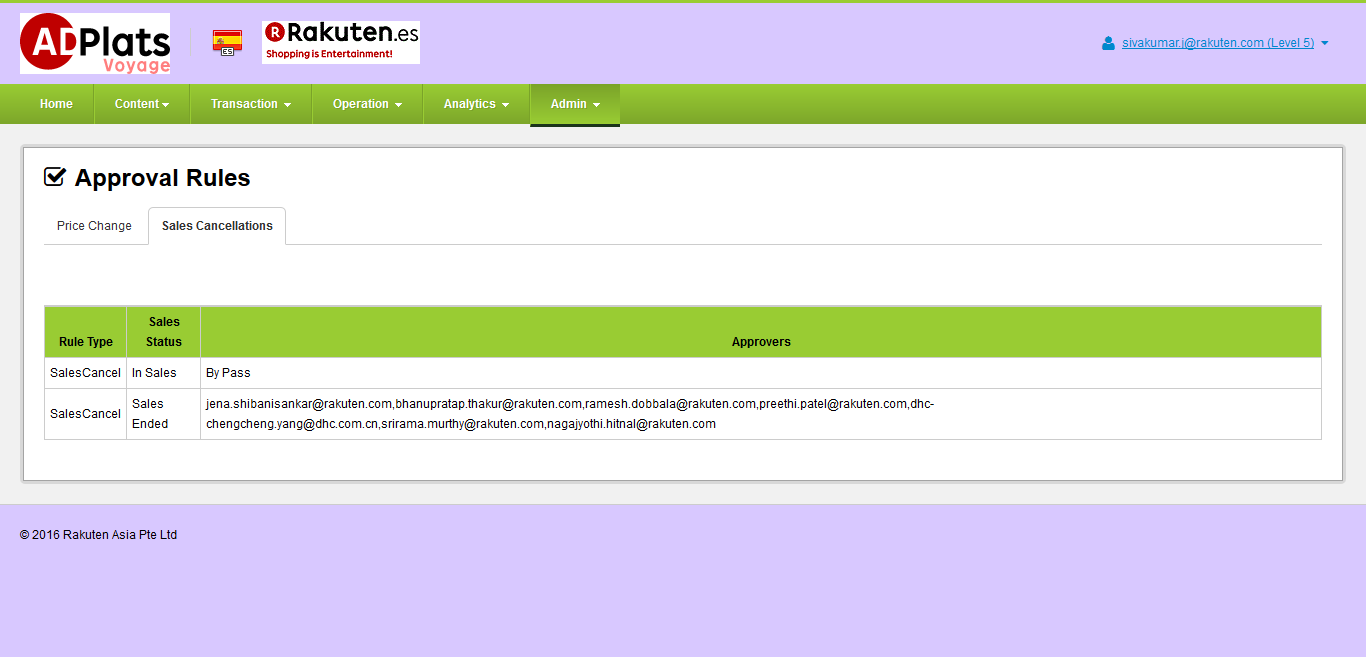 ADPlats
Voyage
ES
R Rakuten.es
Shopping is Entertainment!
sivakumar.j@rakuten.com (Level 5)
Home Content Transaction Operation Analytics Admin
Approval Rules
Price Change Sales Cancellations
Rule Type Sales Status Approvers
SalesCancel In Sales By Pass
SalesCancel Sales Ended jena.shibanisankar@rakuten.com,bhanupratap.thakur@rakuten.com,ramesh.dobbala@rakuten.com,preethi.patel@rakuten.com,dhc-
chengcheng.yang@dhc.com.cn,srirama.murthy@rakuten.com,nagajyothi.hitnal@rakuten.com
© 2016 Rakuten Asia Pte Ltd